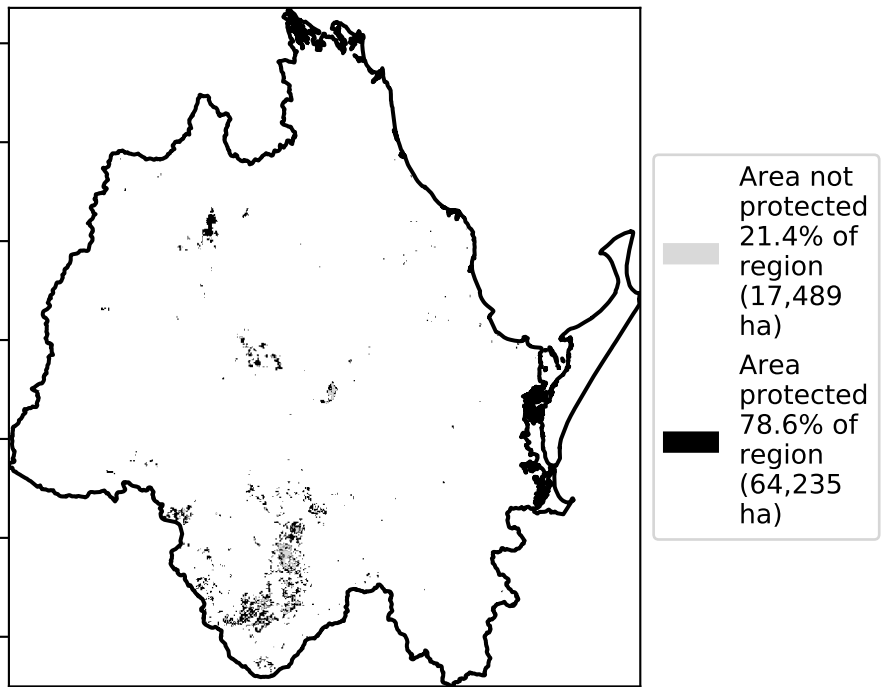 Area not
protected
21.4% of
region
(17,489
ha)
Area
protected
78.6% of
region
(64,235
ha)